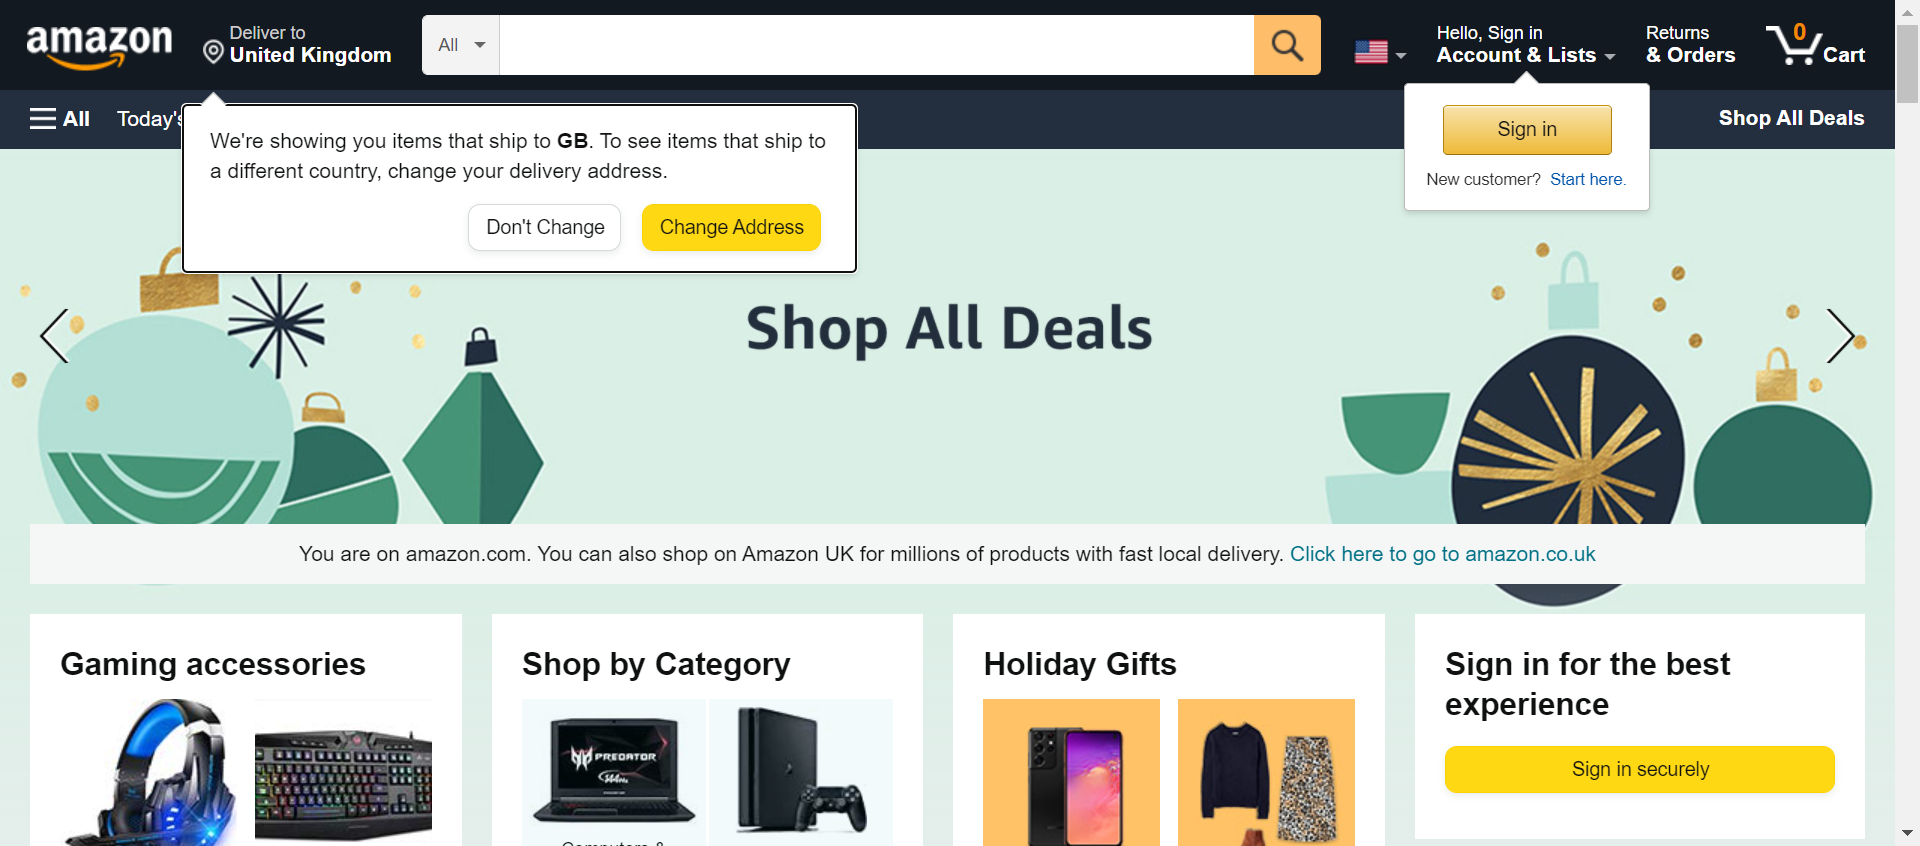 amazon
Deliver to
United Kingdom
All
Hello, Sign in
Account & Lists
Returns
& Orders
0
Cart
All
Today's
Shop All Deals
We're showing you items that ship to GB. To see items that ship to
a different country, change your delivery address.
Don't Change
Change Address
Sign in
New customer? Start here.
Shop All Deals
You are on amazon.com. You can also shop on Amazon UK for millions of products with fast local delivery. Click here to go to amazon.co.uk
Gaming accessories
Shop by Category
Holiday Gifts
Sign in for the best
experience
PREDATOR
144Hz
Sign in securely
Computers &